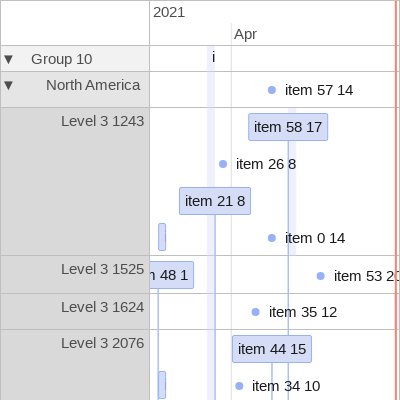 2021
Apr
▼ Group 10
i
▼ North America
item 57 14
Level 3 1243
item 58 17
item 26 8
item 21 8
item 0 14
Level 3 1525
48 1
item 53
Level 3 1624
item 35 12
Level 3 2076
item 44 15
item 34 10